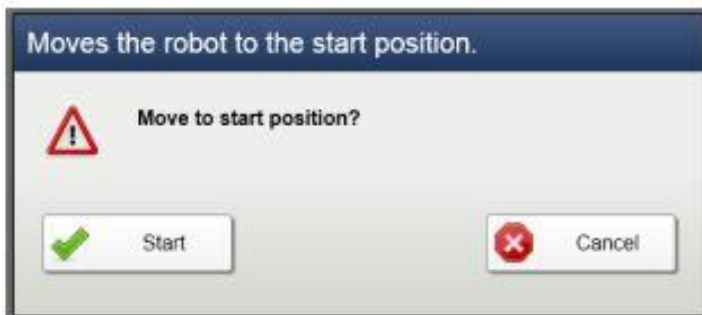 Moves the robot to the start position.
Move to start position?
Start
Cancel